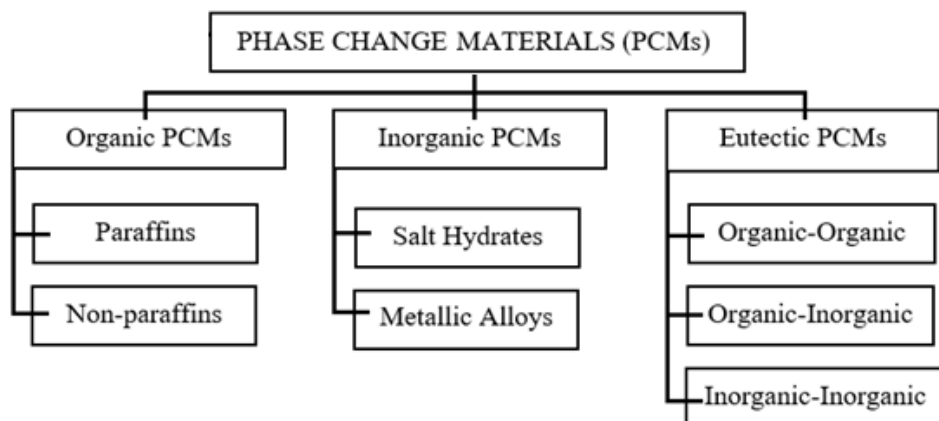 PHASE CHANGE MATERIALS (PCMs)
Organic PCMs
Paraffins
Non-paraffins
Inorganic PCMs
Salt Hydrates
Metallic Alloys
Eutectic PCMs
Organic-Organic
Organic-Inorganic
Inorganic-Inorganic